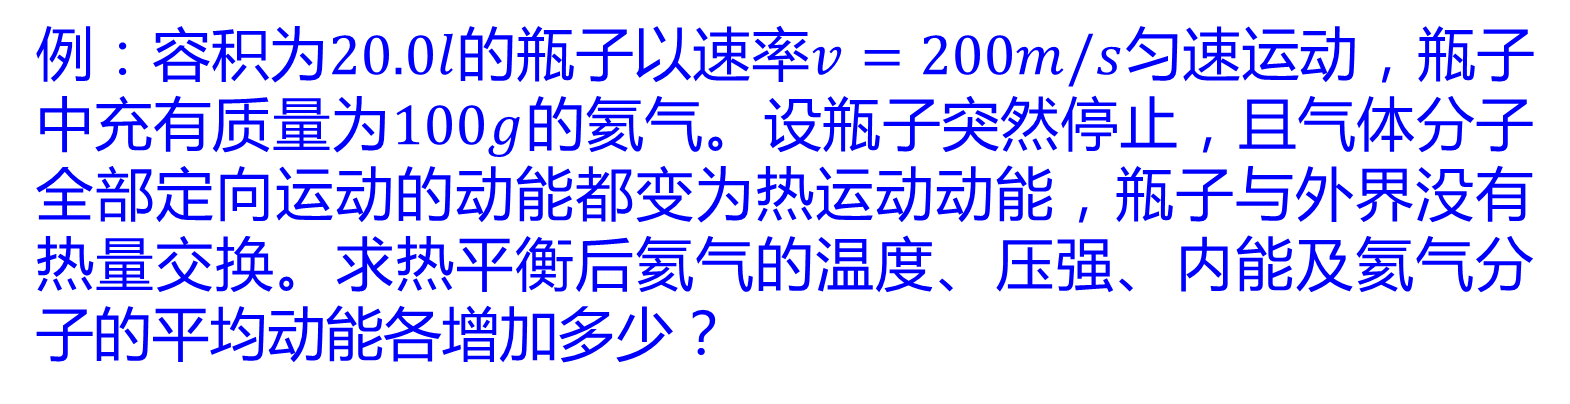 例：容积为20.0l的瓶子以速率v = 200m/s匀速运动，瓶子
中充有质量为100g的氦气。设瓶子突然停止，且气体分子
全部定向运动的动能都变为热运动动能，瓶子与外界没有
热量交换。求热平衡后氦气的温度、压强、内能及氦气分
子的平均动能各增加多少？